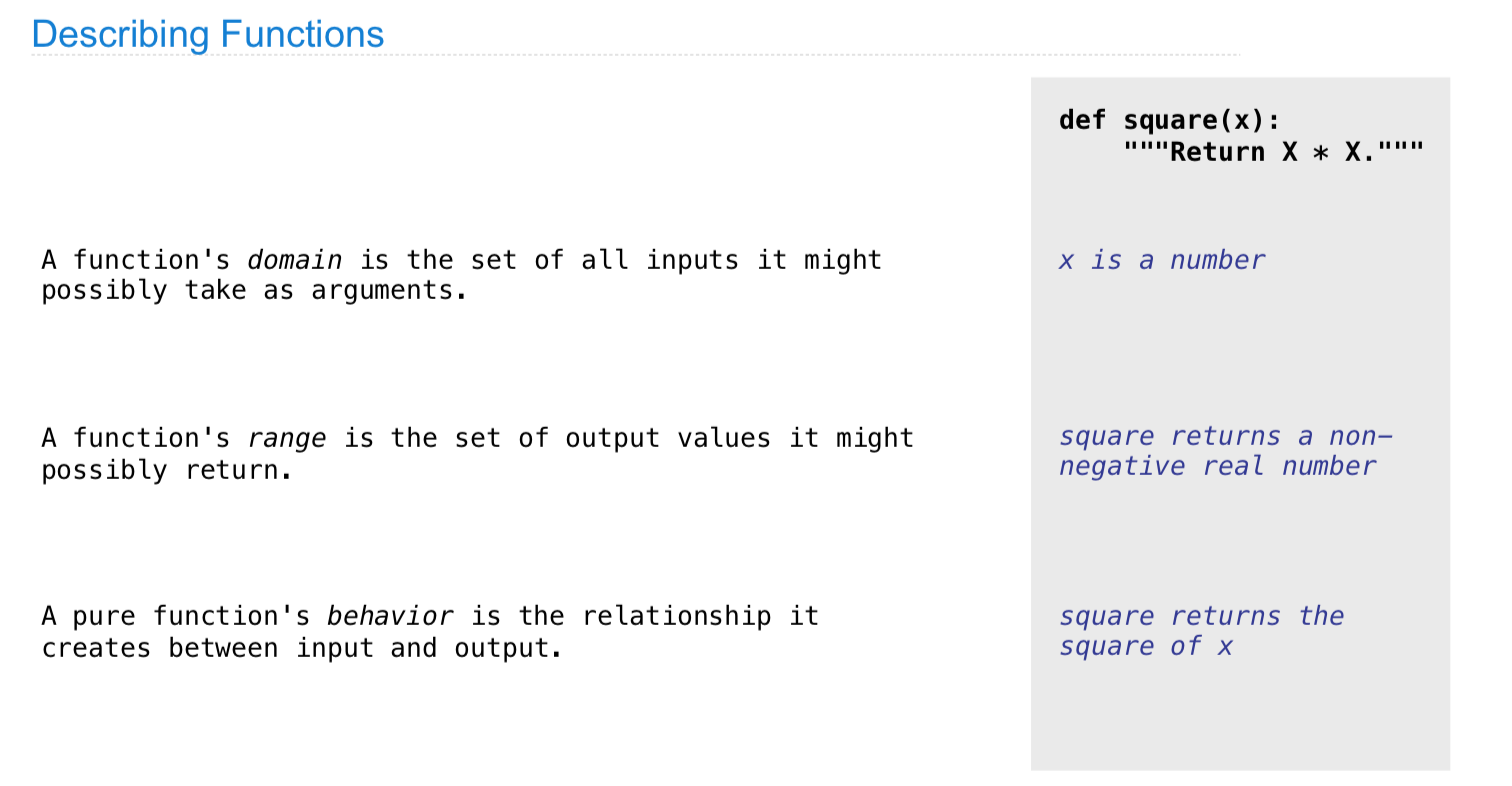 Describing Functions
def square(x):
"""Return X * X."""
A function's domain is the set of all inputs it might
possibly take as arguments.
x is a number
A function's range is the set of output values it might
possibly return.
square returns a non-
negative real number
A pure function's behavior is the relationship it
creates between input and output.
square returns the
square of x